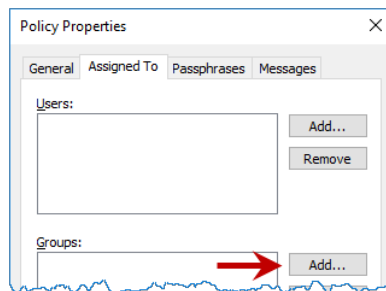 Policy Properties
General Assigned To Passphrases Messages
Users:
Add...
Remove
Groups:
Add...